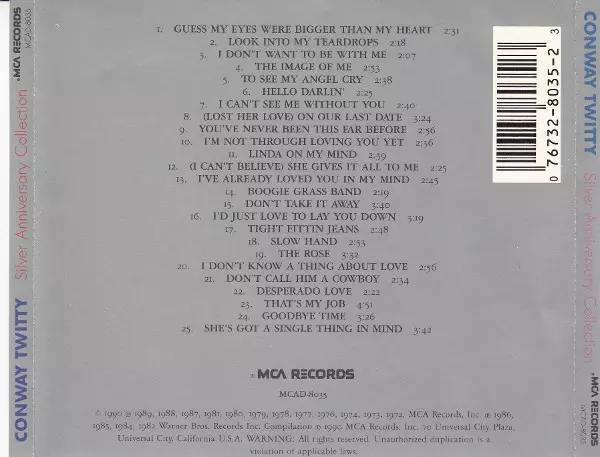 1. GUESS MY EYES WERE BIGGER THAN MY HEART 2:31
2. LOOK INTO MY TEARDROPS 2:18
3. I DON'T WANT TO BE WITH ME 2:07
4. THE IMAGE OF ME 2:53
5. TO SEE MY ANGEL CRY 2:38
6. HELLO DARLIN' 2:25
7. I CAN'T SEE ME WITHOUT YOU 2:40
8. (LOST HER LOVE) ON OUR LAST DATE 3:24
9. YOU'VE NEVER BEEN THIS FAR BEFORE 2:56
10. I'M NOT THROUGH LOVING YOU YET 2:36
11. LINDA ON MY MIND 2:39
12. (I CAN'T BELIEVE) SHE GIVES IT ALL TO ME 2:25
13. I'VE ALREADY LOVED YOU IN MY MIND 2:45
14. BOOGIE GRASS BAND 2:19
15. DON'T TAKE IT AWAY 3:40
16. I'D JUST LOVE TO LAY YOU DOWN 5:19
17. TIGHT FITTIN JEANS 2:48
18. SLOW HAND 2:53
19. THE ROSE 3:32
20. I DON'T KNOW A THING ABOUT LOVE 2:56
21. DON'T CALL HIM A COWBOY 2:34
22. DESPERADO LOVE 2:22
23. THAT'S MY JOB 4:51
24. GOODBYE TIME 3:26
25. SHE'S GOT A SINGLE THING IN MIND 3:42
MCA RECORDS
MCAD-8035
© 1990 ℗ 1989, 1988, 1987, 1981, 1980, 1979, 1978, 1977, 1976, 1974, 1973, 1972, MCA Records, Inc. ℗ 1986,
1985, 1984, 1982 Warner Bros. Records Inc. Compilation ℗ 1990, MCA Records, Inc. 70 Universal City Plaza,
Universal City, California U.S.A. WARNING: All rights reserved. Unauthorized duplication is a
violation of applicable laws.
0 76732-8035-2 3
CONWAY TWITTY Silver Anniversary Collection MCA RECORDS MCAD-8035
CONWAY TWITTY Silver Anniversary Collection MCA RECORDS MCAD-8035